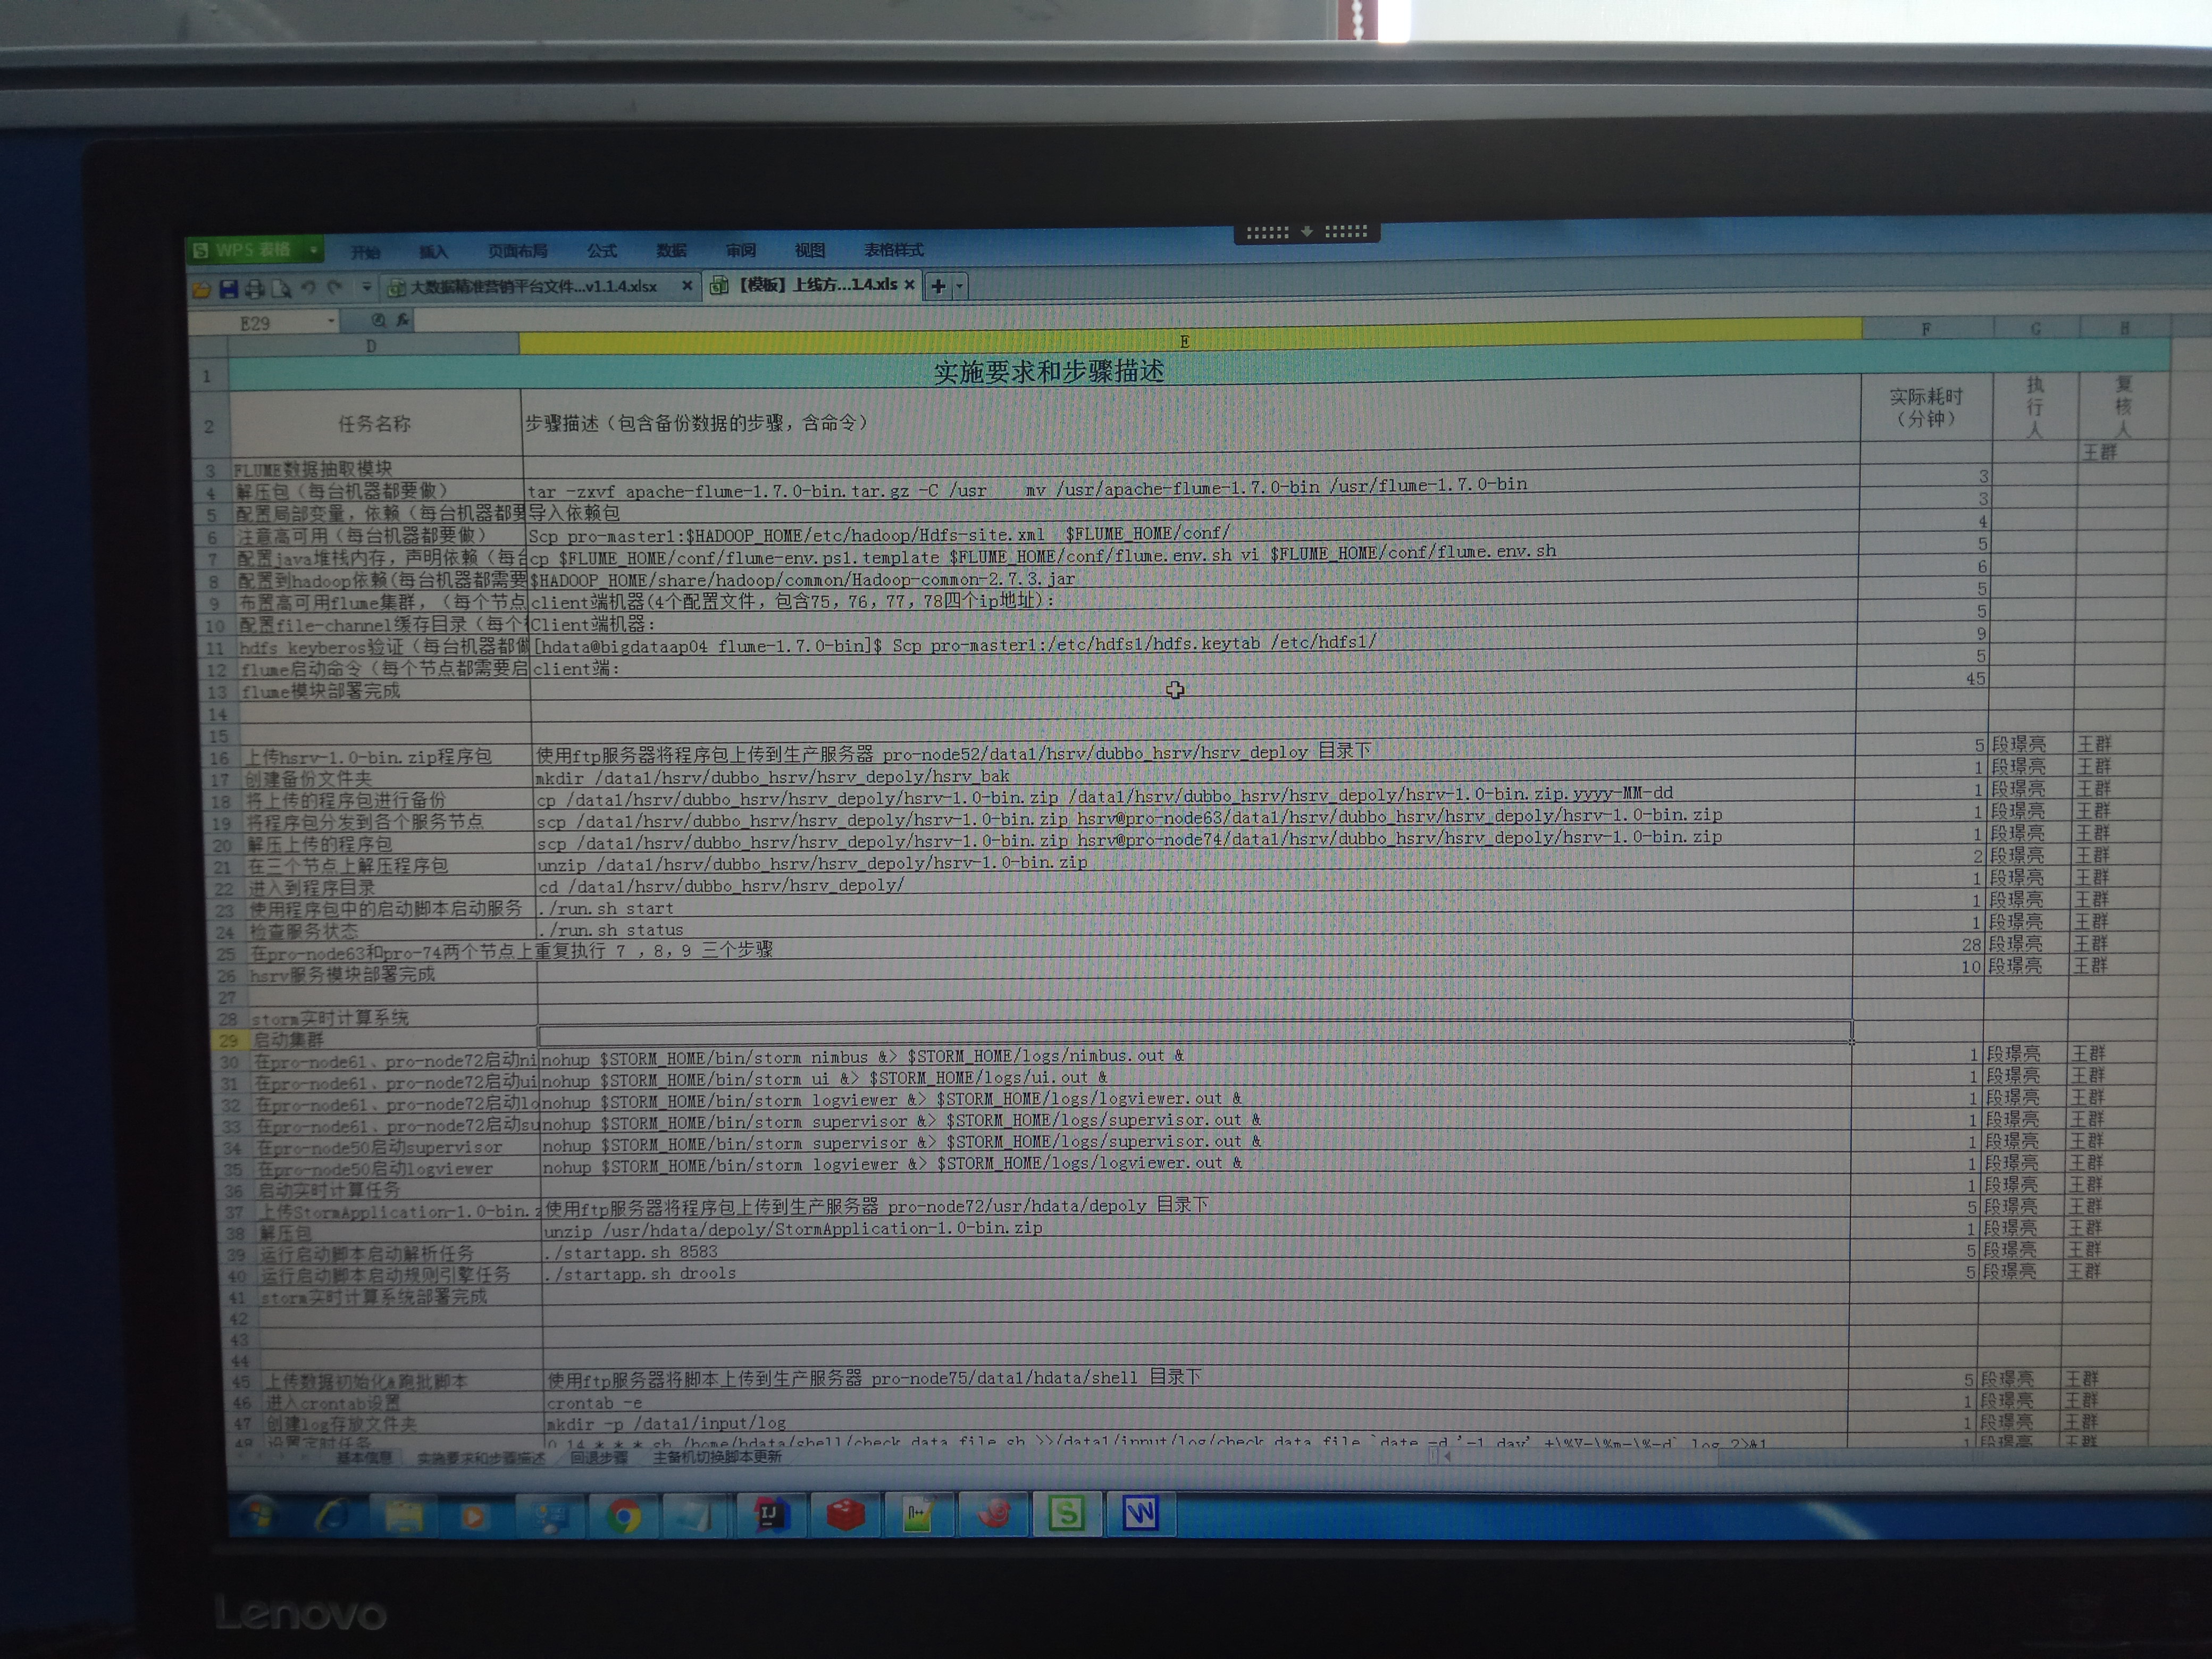 WPS 表格 开始 插入 页面布局 公式 数据 审阅 视图 表格样式
大数据精准营销平台文件...v1.1.4.xlsx 【模板】上线方...1.4.xls
E29 fx
D E F G H
1 实施要求和步骤描述
2 任务名称 步骤描述（包含备份数据的步骤，含命令） 实际耗时（分钟） 执行人 复核人
王群
3 FLUME数据抽取模块
4 解压包（每台机器都要做） tar -zxvf apache-flume-1.7.0-bin.tar.gz -C /usr mv /usr/apache-flume-1.7.0-bin /usr/flume-1.7.0-bin 3
5 配置局部变量，依赖（每台机器都要 导入依赖包 3
6 注意高可用（每台机器都要做） Scp pro-master1:$HADOOP_HOME/etc/hadoop/Hdfs-site.xml $FLUME_HOME/conf/ 4
7 配置java堆栈内存，声明依赖（每台 cp $FLUME_HOME/conf/flume-env.ps1.template $FLUME_HOME/conf/flume.env.sh vi $FLUME_HOME/conf/flume.env.sh 5
8 配置到hadoop依赖(每台机器都需要 $HADOOP_HOME/share/hadoop/common/Hadoop-common-2.7.3.jar 6
9 布置高可用flume集群，（每个节点 client端机器(4个配置文件，包含75，76，77，78四个ip地址)： 5
10 配置file-channel缓存目录（每个 Client端机器： 5
11 hdfs keyberos验证（每台机器都做 [hdata@bigdataap04 flume-1.7.0-bin]$ Scp pro-master1:/etc/hdfs1/hdfs.keytab /etc/hdfs1/ 9
12 flume启动命令（每个节点都需要启 client端： 5
13 flume模块部署完成 45
14
15
16 上传hsrv-1.0-bin.zip程序包 使用ftp服务器将程序包上传到生产服务器 pro-node52/data1/hsrv/dubbo_hsrv/hsrv_deploy 目录下 5 段璟亮 王群
17 创建备份文件夹 mkdir /data1/hsrv/dubbo_hsrv/hsrv_depoly/hsrv_bak 1 段璟亮 王群
18 将上传的程序包进行备份 cp /data1/hsrv/dubbo_hsrv/hsrv_depoly/hsrv-1.0-bin.zip /data1/hsrv/dubbo_hsrv/hsrv_depoly/hsrv-1.0-bin.zip.yyyy-MM-dd 1 段璟亮 王群
19 将程序包分发到各个服务节点 scp /data1/hsrv/dubbo_hsrv/hsrv_depoly/hsrv-1.0-bin.zip hsrv@pro-node63/data1/hsrv/dubbo_hsrv/hsrv_depoly/hsrv-1.0-bin.zip 1 段璟亮 王群
20 解压上传的程序包 scp /data1/hsrv/dubbo_hsrv/hsrv_depoly/hsrv-1.0-bin.zip hsrv@pro-node74/data1/hsrv/dubbo_hsrv/hsrv_depoly/hsrv-1.0-bin.zip 1 段璟亮 王群
21 在三个节点上解压程序包 unzip /data1/hsrv/dubbo_hsrv/hsrv_depoly/hsrv-1.0-bin.zip 2 段璟亮 王群
22 进入到程序目录 cd /data1/hsrv/dubbo_hsrv/hsrv_depoly/ 1 段璟亮 王群
23 使用程序包中的启动脚本启动服务 ./run.sh start 1 段璟亮 王群
24 检查服务状态 ./run.sh status 1 段璟亮 王群
25 在pro-node63和pro-74两个节点上重复执行 7 ，8，9 三个步骤 28 段璟亮 王群
26 hsrv服务模块部署完成 10 段璟亮 王群
27
28 storm实时计算系统
29 启动集群
30 在pro-node61、pro-node72启动ni nohup $STORM_HOME/bin/storm nimbus &> $STORM_HOME/logs/nimbus.out & 1 段璟亮 王群
31 在pro-node61、pro-node72启动ui nohup $STORM_HOME/bin/storm ui &> $STORM_HOME/logs/ui.out & 1 段璟亮 王群
32 在pro-node61、pro-node72启动lo nohup $STORM_HOME/bin/storm logviewer &> $STORM_HOME/logs/logviewer.out & 1 段璟亮 王群
33 在pro-node61、pro-node72启动su nohup $STORM_HOME/bin/storm supervisor &> $STORM_HOME/logs/supervisor.out & 1 段璟亮 王群
34 在pro-node50启动supervisor nohup $STORM_HOME/bin/storm supervisor &> $STORM_HOME/logs/supervisor.out & 1 段璟亮 王群
35 在pro-node50启动logviewer nohup $STORM_HOME/bin/storm logviewer &> $STORM_HOME/logs/logviewer.out & 1 段璟亮 王群
36 启动实时计算任务 1 段璟亮 王群
37 上传StormApplication-1.0-bin.z 使用ftp服务器将程序包上传到生产服务器 pro-node72/usr/hdata/depoly 目录下 5 段璟亮 王群
38 解压包 unzip /usr/hdata/depoly/StormApplication-1.0-bin.zip 1 段璟亮 王群
39 运行启动脚本启动解析任务 ./startapp.sh 8583 5 段璟亮 王群
40 运行启动脚本启动规则引擎任务 ./startapp.sh drools 5 段璟亮 王群
41 storm实时计算系统部署完成
42
43
44
45 上传数据初始化&跑批脚本 使用ftp服务器将脚本上传到生产服务器 pro-node75/data1/hdata/shell 目录下 5 段璟亮 王群
46 进入crontab设置 crontab -e 1 段璟亮 王群
47 创建log存放文件夹 mkdir -p /data1/input/log 1 段璟亮 王群
48 设置定时任务 0 14 * * * sh /home/hdata/shell/check_data_file.sh >>/data1/input/log/check_data_file_`date -d '-1 day' +\%Y-\%m-\%d`.log 2>&1 1 段璟亮 王群
基本信息 实施要求和步骤描述 回退步骤 主备机切换脚本更新
Lenovo